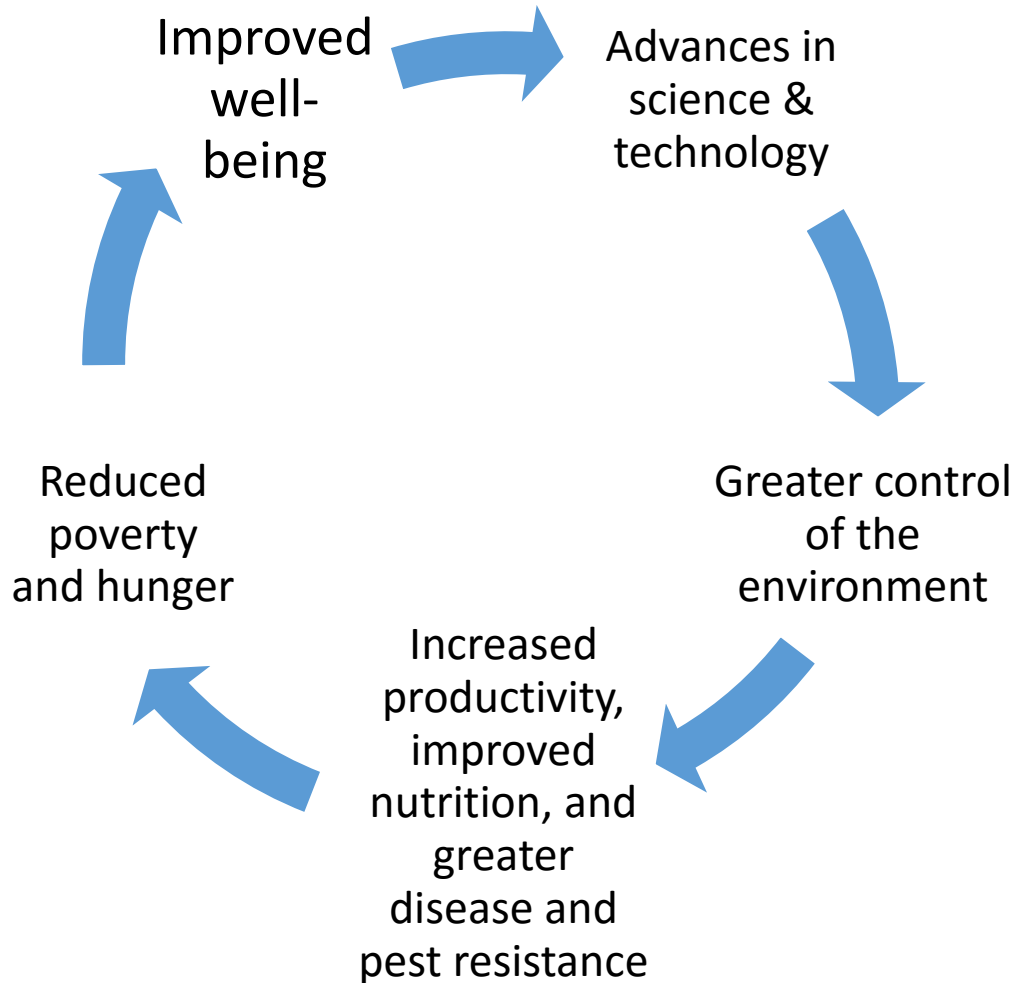 Improved
well-
being
Advances in
science &
technology
Greater control
of the
environment
Increased
productivity,
improved
nutrition, and
greater
disease and
pest resistance
Reduced
poverty
and hunger